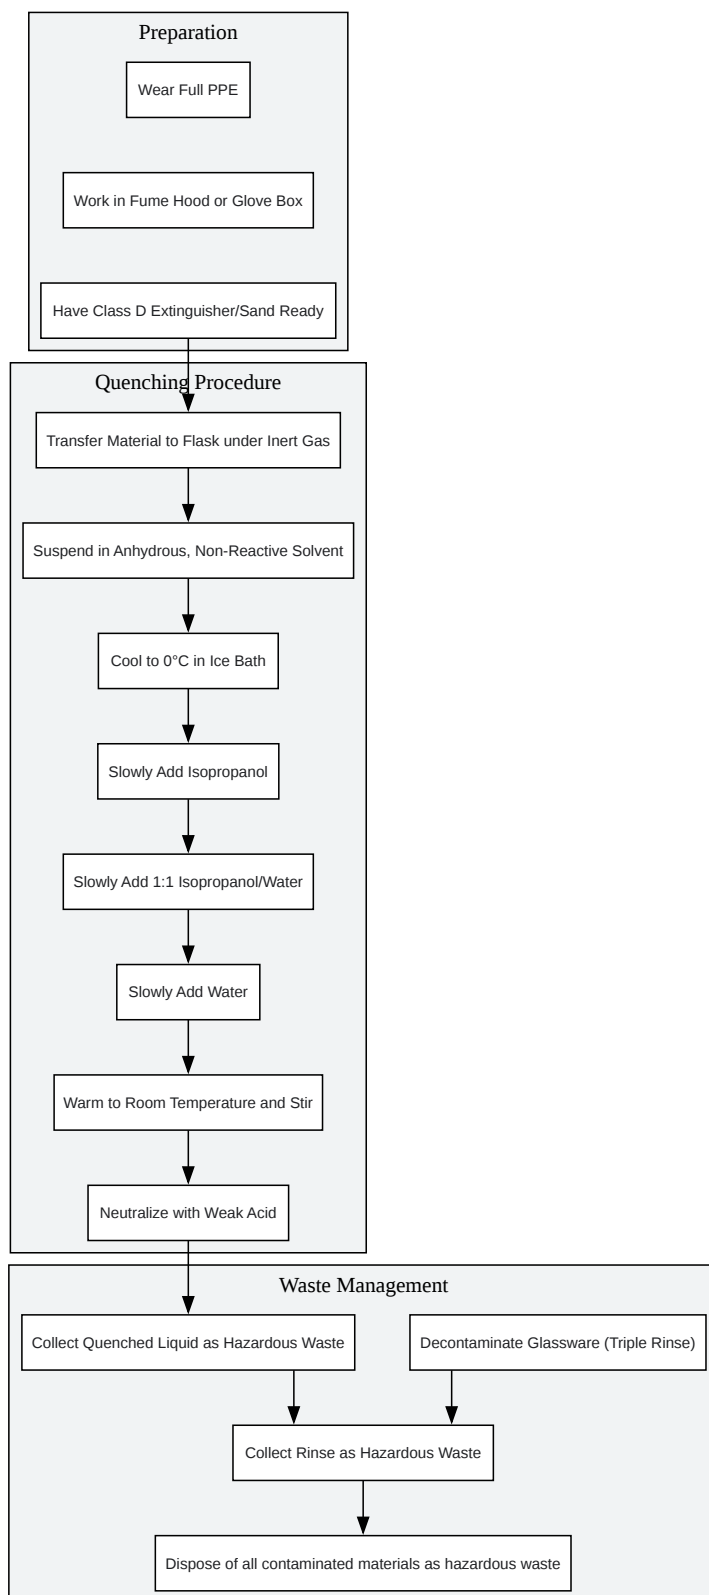 Preparation
Wear Full PPE
Work in Fume Hood or Glove Box
Have Class D Extinguisher/Sand Ready
Quenching Procedure
Transfer Material to Flask under Inert Gas
Suspend in Anhydrous, Non-Reactive Solvent
Cool to 0°C in Ice Bath
Slowly Add Isopropanol
Slowly Add 1:1 Isopropanol/Water
Slowly Add Water
Warm to Room Temperature and Stir
Neutralize with Weak Acid
Waste Management
Collect Quenched Liquid as Hazardous Waste
Decontaminate Glassware (Triple Rinse)
Collect Rinse as Hazardous Waste
Dispose of all contaminated materials as hazardous waste